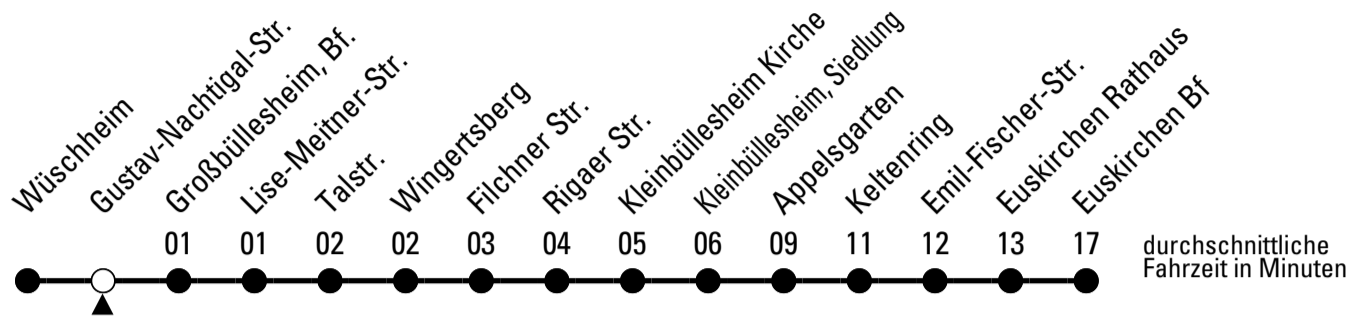 Wüschheim
Gustav-Nachtigal-Str.
Großbüllesheim, Bf.
Lise-Meitner-Str.
Talstr.
Wingertsberg
Filchner Str.
Rigaer Str.
Kleinbüllesheim Kirche
Kleinbüllesheim, Siedlung
Appelsgarten
Keltenring
Emil-Fischer-Str.
Euskirchen Rathaus
Euskirchen Bf
01 01 02 02 03 04 05 06 09 11 12 13 17
durchschnittliche
Fahrzeit in Minuten